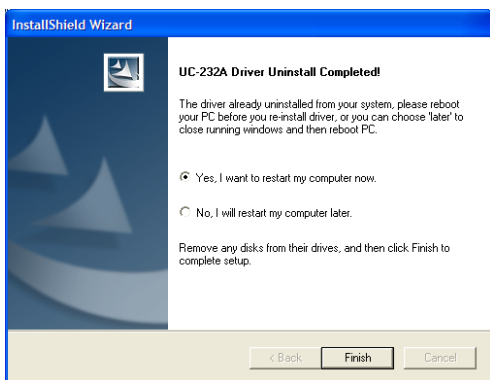 InstallShield Wizard
UC-232A Driver Uninstall Completed!
The driver already uninstalled from your system, please reboot
your PC before you re-install driver, or you can choose 'later' to
close running windows and then reboot PC.
Yes, I want to restart my computer now.
No, I will restart my computer later.
Remove any disks from their drives, and then click Finish to
complete setup.
< Back Finish Cancel